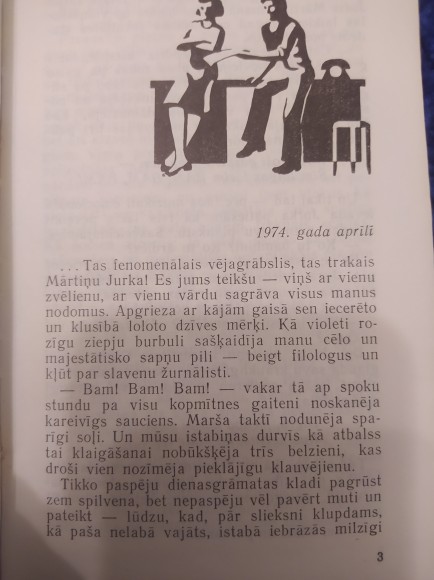 1974. gada aprīlī
... Tas fenomenālais vējagrābslis, tas trakais
Mārtiņu Jurka! Es jums teikšu — viņš ar vienu
zvēlienu, ar vienu vārdu sagrāva visus manus
nodomus. Apgrieza ar kājām gaisā sen iecerēto
un klusībā loloto dzīves mērķi. Kā violeti ro-
zīgu ziepju burbuli sašķaidīja manu cēlo un
majestātisko sapņu pili — beigt filologus un
kļūt par slavenu žurnālisti.
— Bam! Bam! Bam! — vakar tā ap spoku
stundu pa visu kopmītnes gaiteni noskanēja
kareivīgs sauciens. Marša taktī nodunēja spa-
rīgi soļi. Un mūsu istabiņas durvīs kā atbalss
tai klaigāšanai nobūkšķēja trīs belzieni, kas
droši vien nozīmēja pieklājīgu klauvējienu.
Tikko paspēju dienasgrāmatas kladi pagrūst
zem spilvena, bet nepaspēju vēl pavērt muti un
pateikt — lūdzu, kad, pār slieksni klupdams,
kā paša nelabā vajāts, istabā iebrāzās milzīgi
3